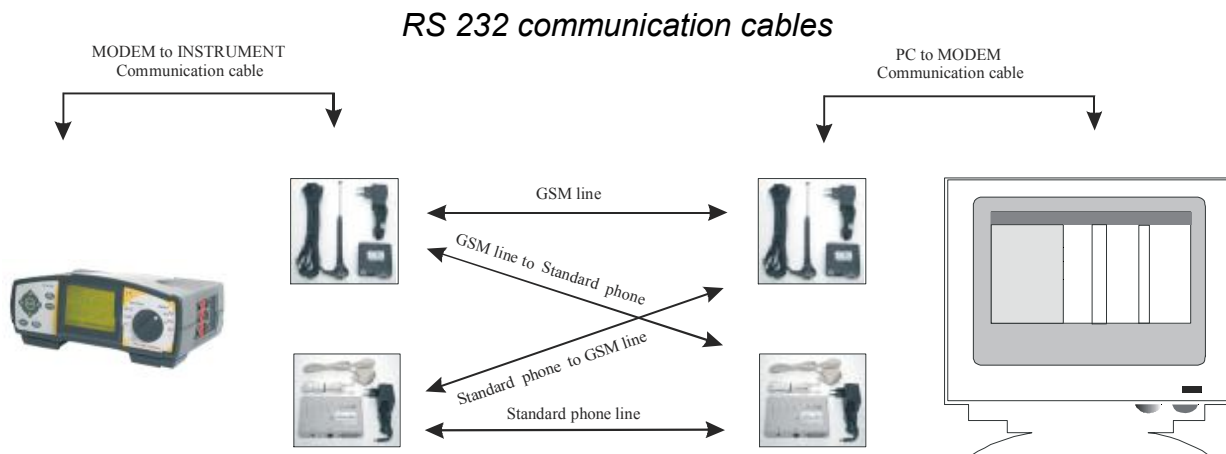 RS 232 communication cables
MODEM to INSTRUMENT
Communication cable
PC to MODEM
Communication cable
GSM line
GSM line to Standard phone
Standard phone to GSM line
Standard phone line